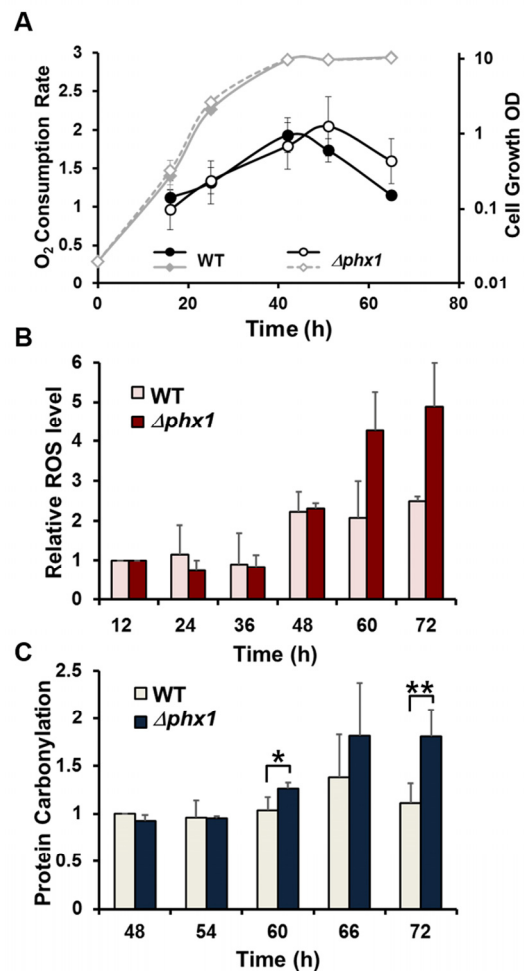 A
O2 Consumption Rate
3
2.5
2
1.5
1
0.5
0
10
1
0.1
0.01
Cell Growth OD
WT
Δphx1
0 20 40 60 80
Time (h)
B
Relative ROS level
6
5
4
3
2
1
0
WT
Δphx1
12 24 36 48 60 72
Time (h)
C
Protein Carbonylation
2.5
2
1.5
1
0.5
0
WT
Δphx1
*
**
48 54 60 66 72
Time (h)